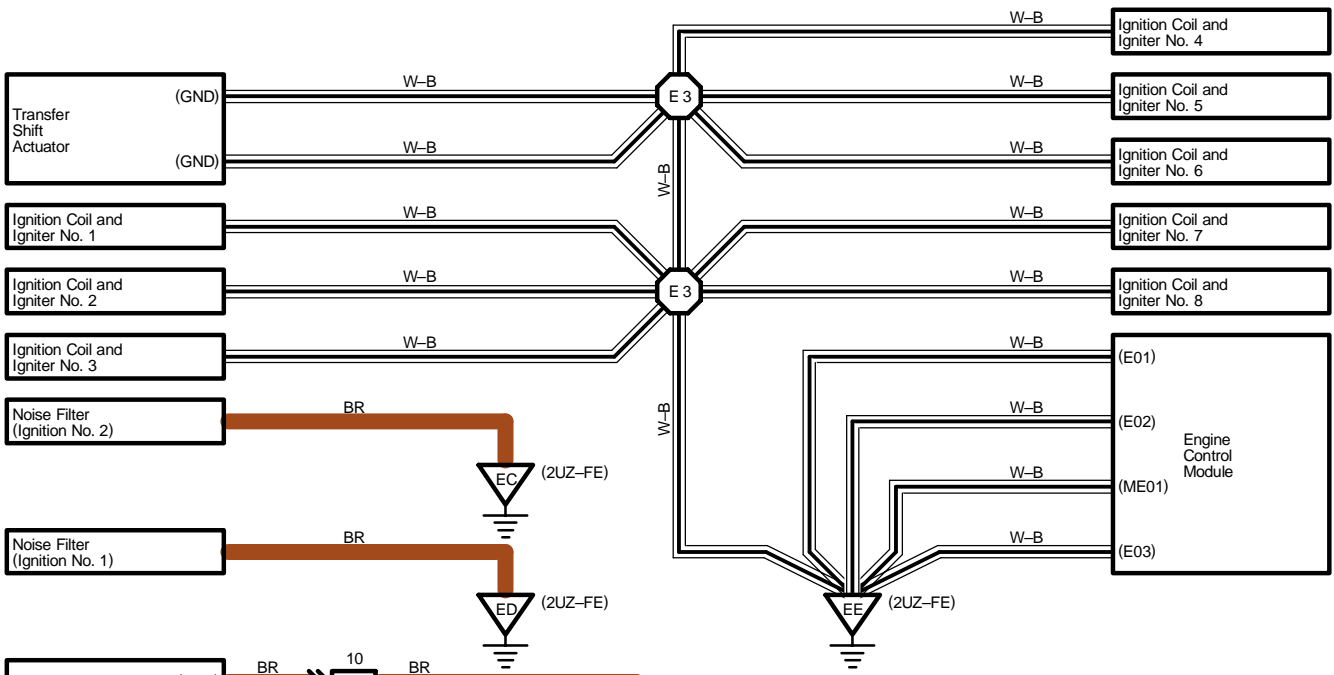 W–B
Ignition Coil and
Igniter No. 4
Transfer
Shift
Actuator
(GND)
W–B
E 3
W–B
Ignition Coil and
Igniter No. 5
(GND)
W–B
W–B
W–B
Ignition Coil and
Igniter No. 6
Ignition Coil and
Igniter No. 1
W–B
W–B
Ignition Coil and
Igniter No. 7
Ignition Coil and
Igniter No. 2
W–B
E 3
W–B
Ignition Coil and
Igniter No. 8
Ignition Coil and
Igniter No. 3
W–B
W–B
(E01)
Noise Filter
(Ignition No. 2)
BR
W–B
W–B
(E02)
Engine
Control
Module
EC
(2UZ–FE)
W–B
(ME01)
Noise Filter
(Ignition No. 1)
BR
W–B
(E03)
ED
(2UZ–FE)
EE
(2UZ–FE)
BR
10
BR